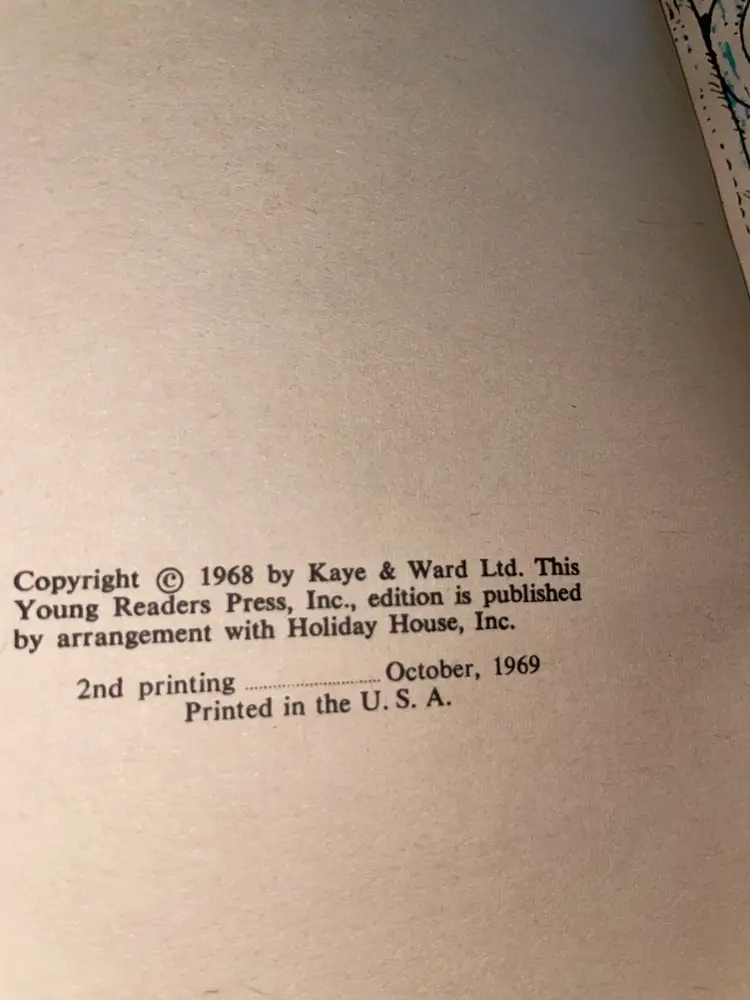 Copyright © 1968 by Kaye & Ward Ltd. This
Young Readers Press, Inc., edition is published
by arrangement with Holiday House, Inc.
2nd printing ........................... October, 1969
Printed in the U. S. A.